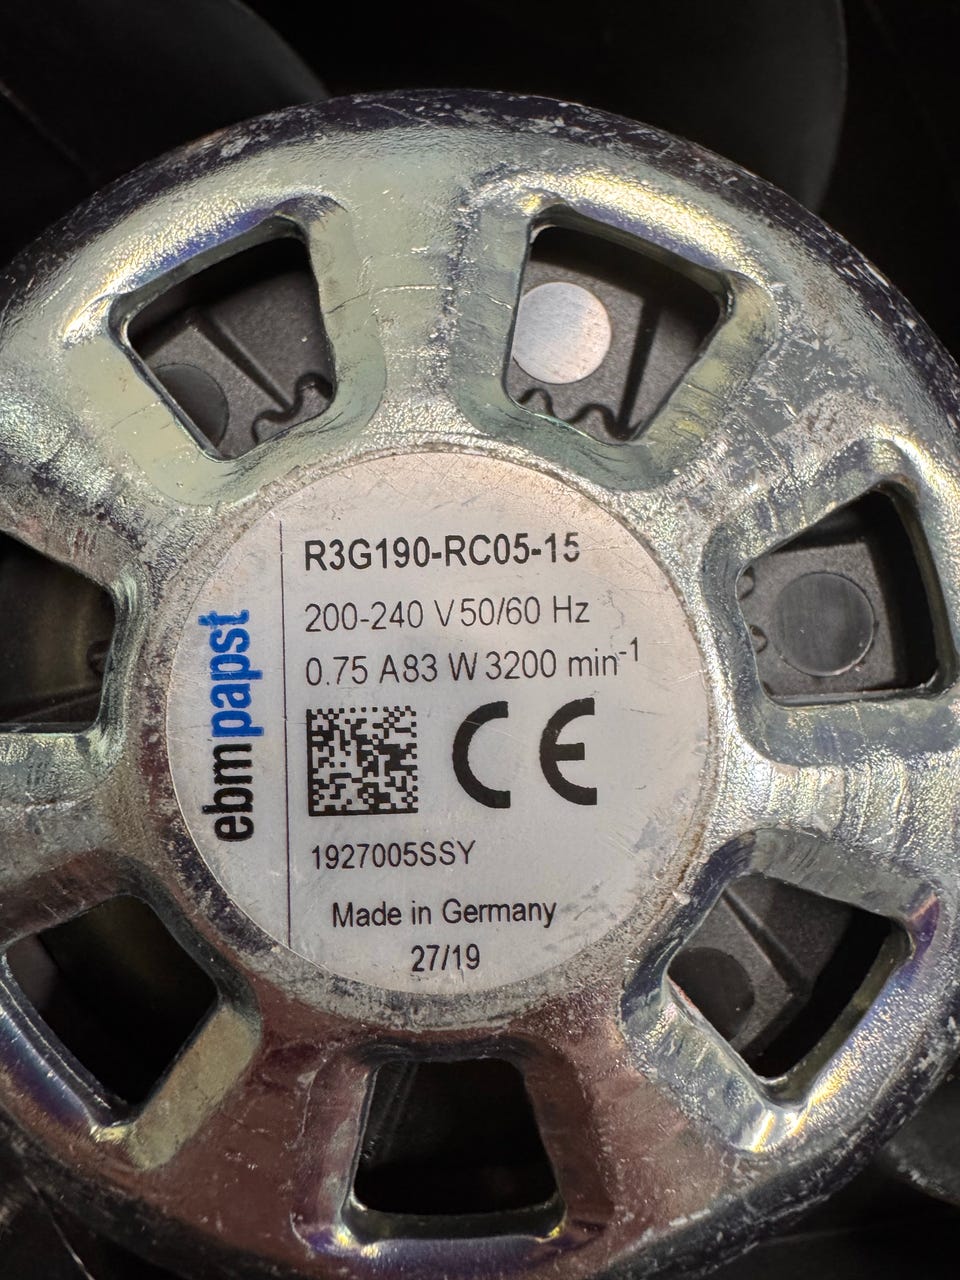 R3G190-RC05-15
200-240 V 50/60 Hz
0.75 A 83 W 3200 min⁻¹
CE
ebmpapst
1927005SSY
Made in Germany
27/19